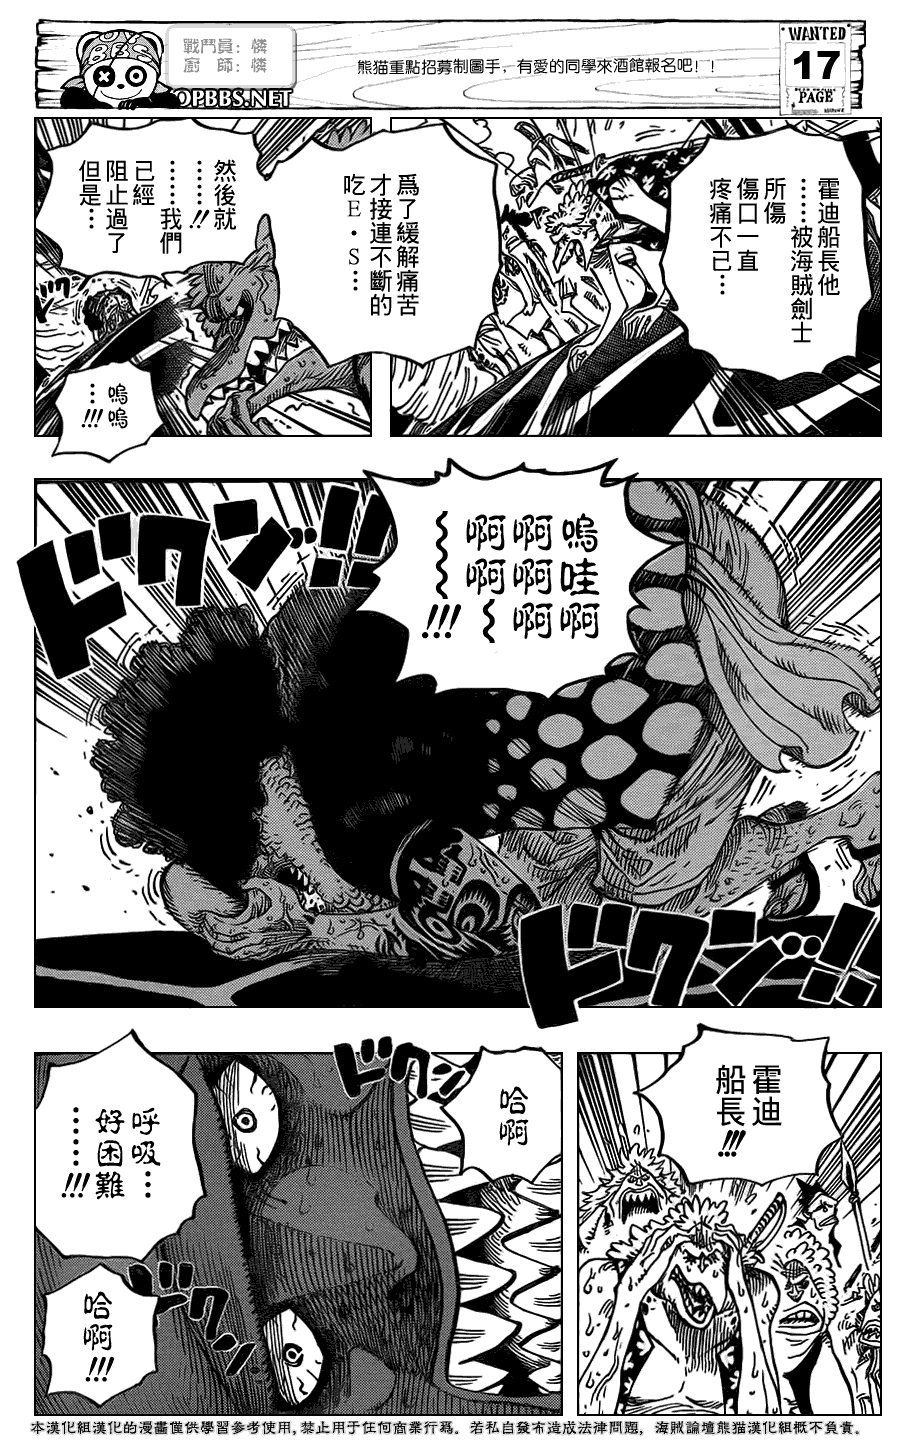 戰鬥員：憐
廚　師：憐
OPBBS.NET
熊猫重點招募制圖手，有愛的同學來酒館報名吧！！
WANTED
17
PAGE
霍迪船長他
……被海賊劍士
所傷
傷口一直
疼痛不已…
爲了緩解痛苦
才接連不斷的
吃E・S…
然後就
……!!
……我們
已經
阻止過了
但是…
嗚嗚
…!!!
ドクン!!
嗚哇啊
啊啊啊～
啊啊
～～!!!
ドクン!!
霍迪
船長!!!
哈
啊
ドクン
呼吸…
好困難
……!!!
ドクン
哈
啊!!!
本漢化組漢化的漫畫僅供學習參考使用,禁止用于任何商業行爲。若私自發布造成法律問題，海賊論壇熊猫漢化組概不負責。